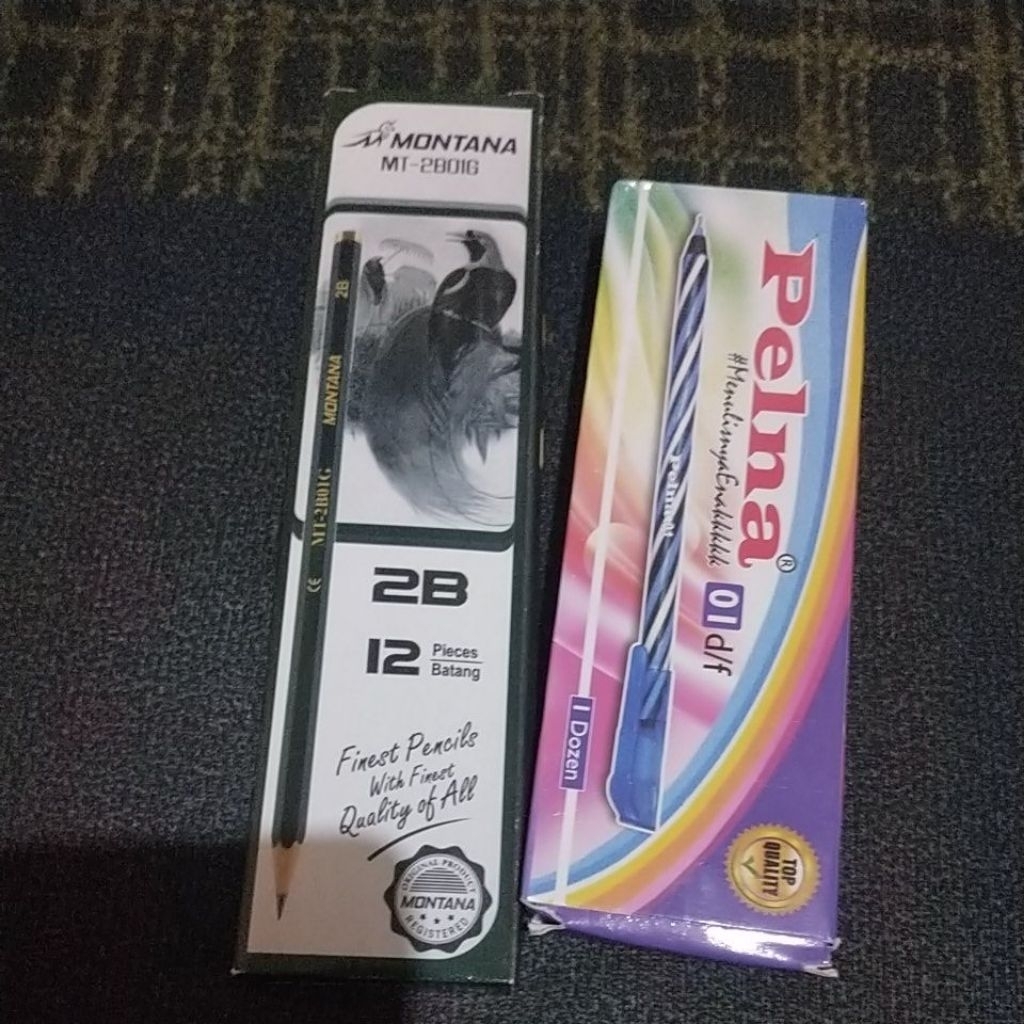 MONTANA
MT-2B01G
2B
MONTANA
MT-2B01G
CE
2B
12 Pieces
Batang
Finest Pencils
With Finest
Quality of All
ORIGINAL PRODUCT
MONTANA
REGISTERED
Pelna®
#MenulisnyaEnakkkkk
01 d/f
1 Dozen
TOP
QUALITY